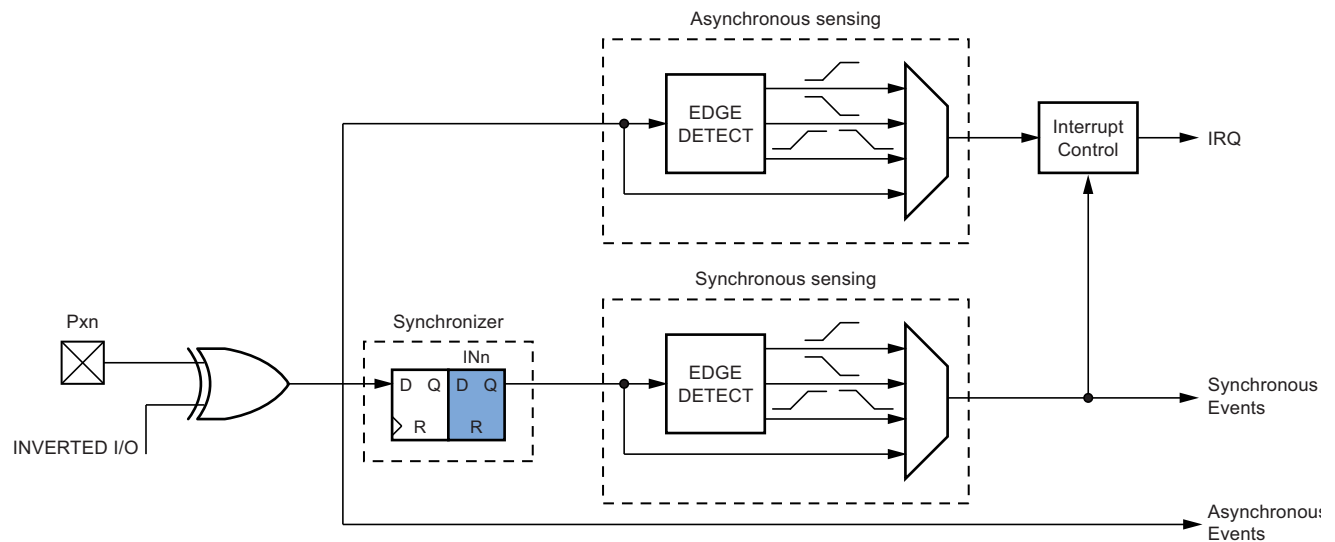 Asynchronous sensing
EDGE
DETECT
Interrupt
Control
IRQ
Synchronous sensing
Pxn
Synchronizer
INn
D Q D Q
R R
EDGE
DETECT
Synchronous
Events
INVERTED I/O
Asynchronous
Events